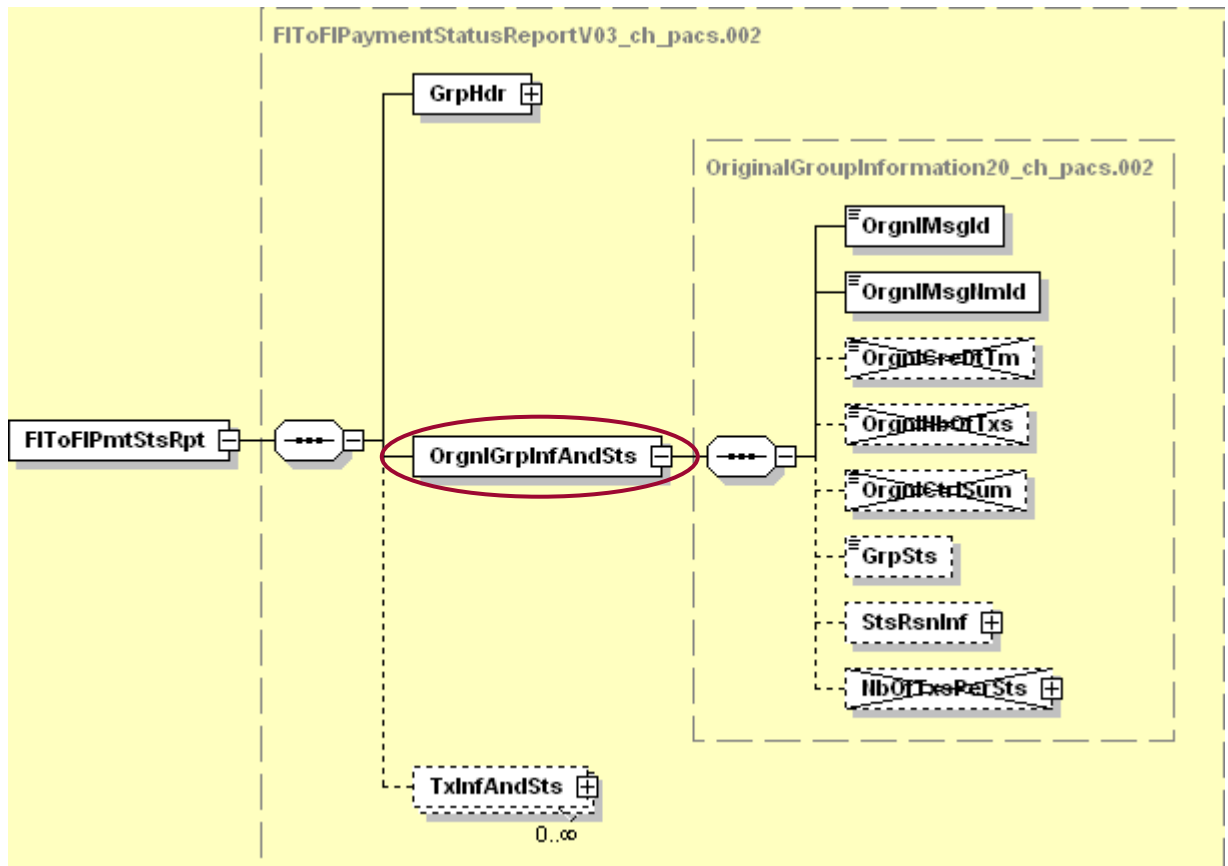 FIToFIPaymentStatusReportV03_ch_pacs.002
GrpHdr
OriginalGroupInformation20_ch_pacs.002
OrgnlMsgId
OrgnlMsgNmId
OrgnlCreDtTm
OrgnlNbOfTxs
FIToFIPmtStsRpt
OrgnlGrpInfAndSts
OrgnlCtrlSum
GrpSts
StsRsnInf
NbOfTxsPerSts
TxInfAndSts
0..∞